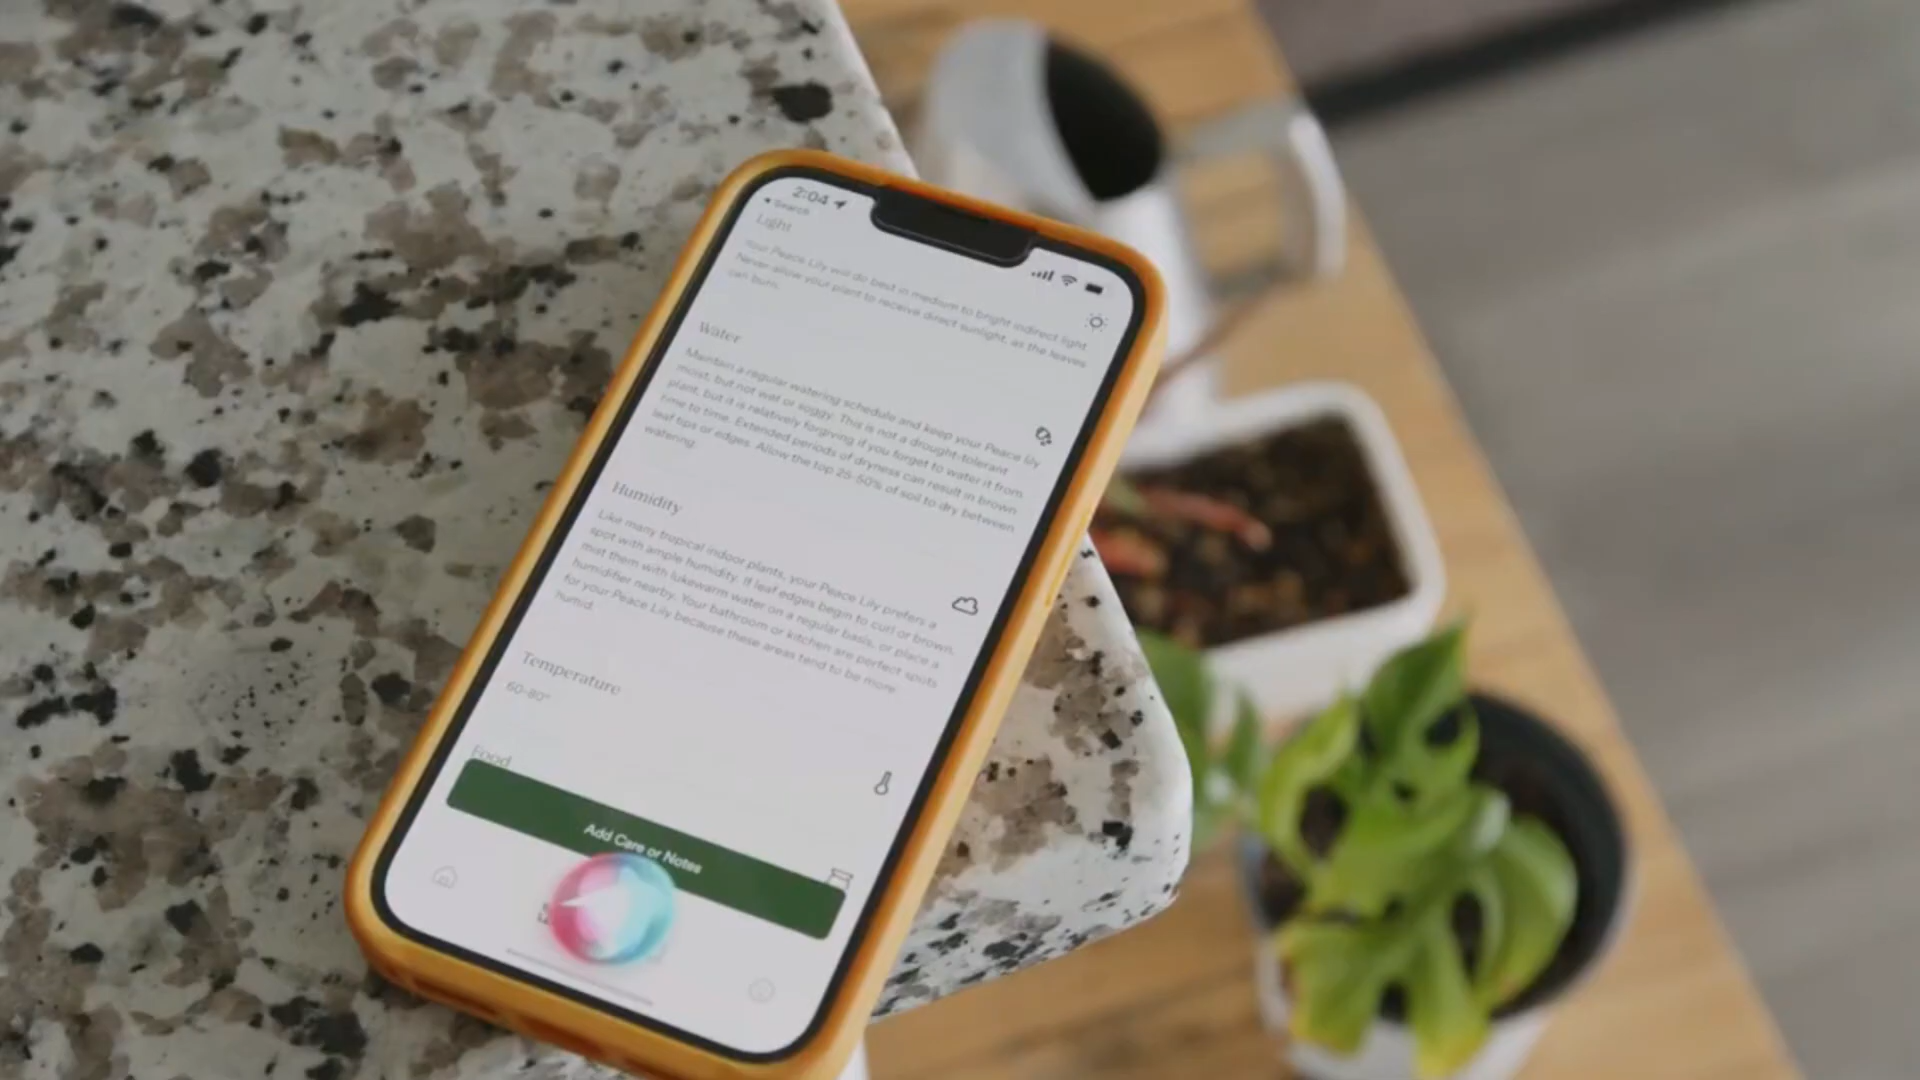 2:04
Search
Light
Your Peace Lily will do best in medium to bright indirect light
Never allow your plant to receive direct sunlight, as the leaves
can burn.
Water
Maintain a regular watering schedule and keep your Peace lily
moist, but not wet or soggy. This is not a drought-tolerant
plant, but it is relatively forgiving if you forget to water it from
time to time. Extended periods of dryness can result in brown
leaf tips or edges. Allow the top 25-50% of soil to dry between
watering.
Humidity
Like many tropical indoor plants, your Peace Lily prefers a
spot with ample humidity. If leaf edges begin to curl or brown,
mist them with lukewarm water on a regular basis, or place a
humidifier nearby. Your bathroom or kitchen are perfect spots
for your Peace Lily because these areas tend to be more
humid.
Temperature
60-80°
Food
Add Care or Notes